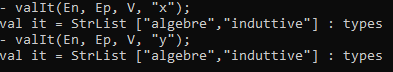 - valIt(En, Ep, V, "x");
val it = StrList ["algebre","induttive"] : types
- valIt(En, Ep, V, "y");
val it = StrList ["algebre","induttive"] : types